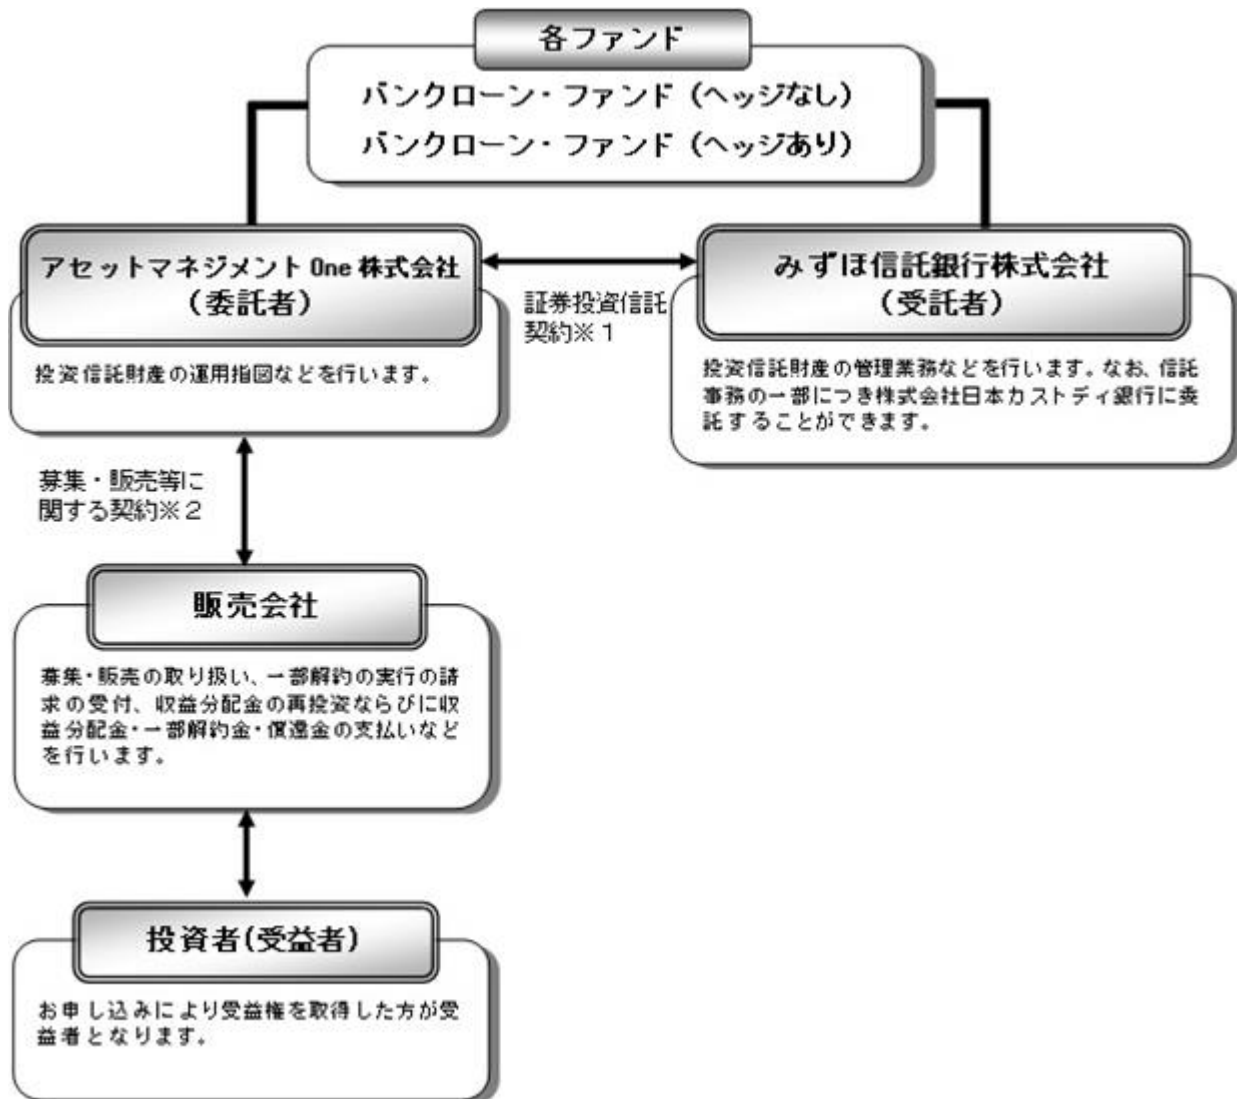 各ファンド
バンクローン・ファンド（ヘッジなし）
バンクローン・ファンド（ヘッジあり）
アセットマネジメント One 株式会社
（委託者）
投資信託財産の運用指図などを行います。
証券投資信託
契約※１
みずほ信託銀行株式会社
（受託者）
投資信託財産の管理業務などを行います。なお、信託
事務の一部につき株式会社日本カストディ銀行に委
託することができます。
募集・販売等に
関する契約※２
販売会社
募集・販売の取り扱い、一部解約の実行の請
求の受付、収益分配金の再投資ならびに収
益分配金・一部解約金・償還金の支払いなど
を行います。
投資者(受益者)
お申し込みにより受益権を取得した方が受
益者となります。